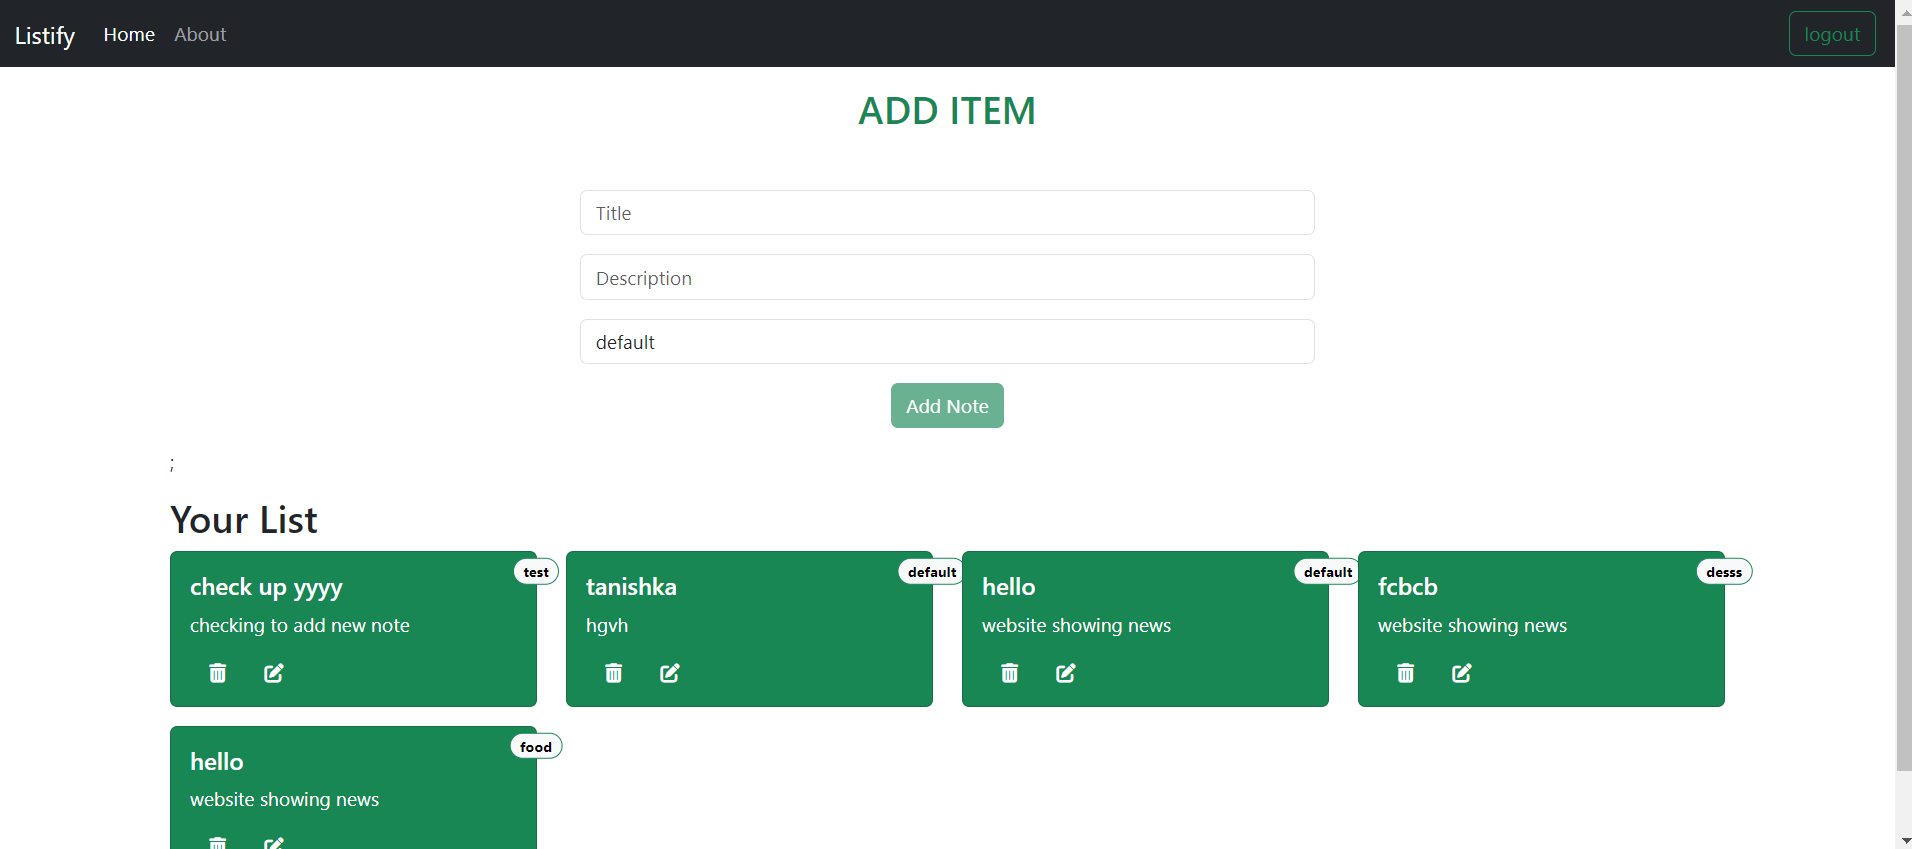 Listify Home About logout
ADD ITEM
Title
Description
default
Add Note
;
Your List
test
check up yyyy
checking to add new note
default
tanishka
hgvh
default
hello
website showing news
desss
fcbcb
website showing news
food
hello
website showing news